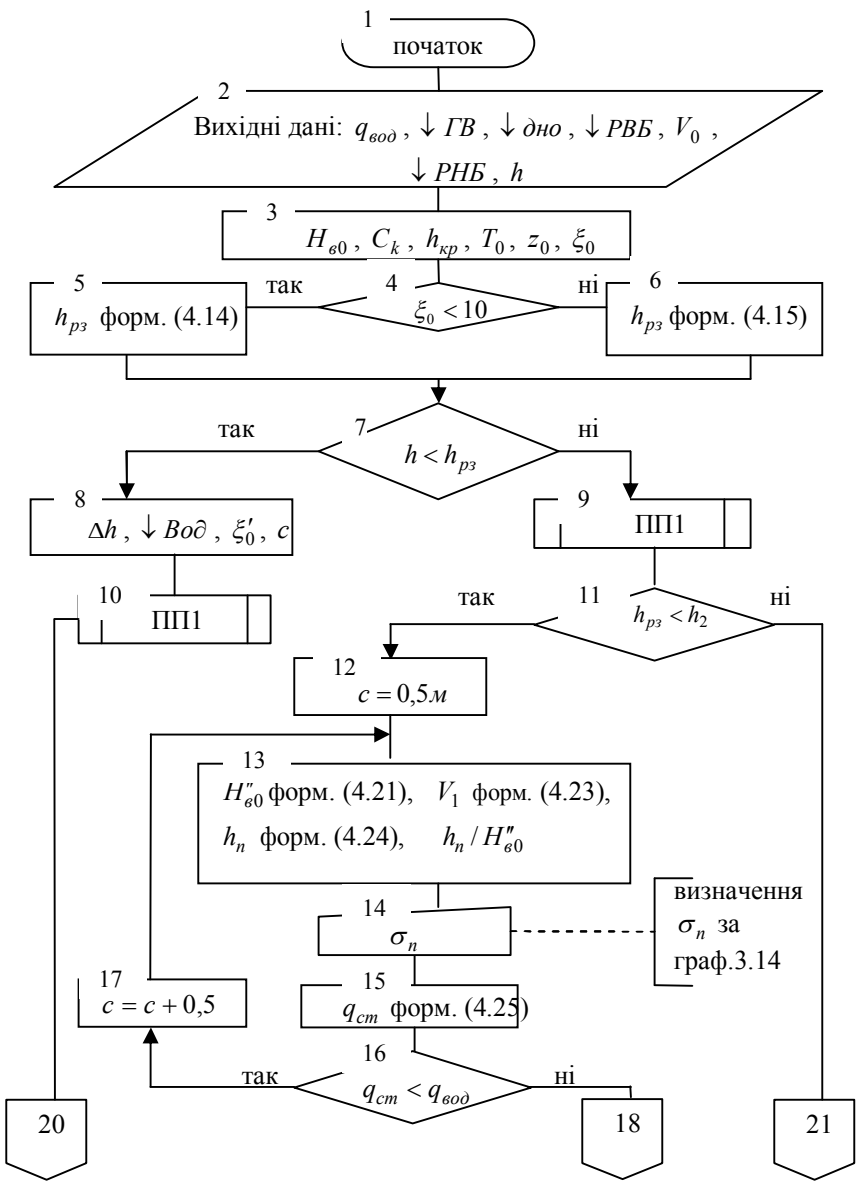 1
початок
2
Вихідні дані: q_вод , ↓ ГВ , ↓ дно , ↓ РВБ , V_0 ,
↓ РНБ , h
3
H_в0 , C_k , h_кр , T_0 , z_0 , ξ_0
5
так
4
ні
6
h_рз форм. (4.14)
ξ_0 < 10
h_рз форм. (4.15)
так
7
ні
h < h_рз
8
Δh , ↓ Вод , ξ′_0 , c
9
ПП1
10
ПП1
так
11
ні
h_рз < h_2
12
c = 0,5м
13
H″_в0 форм. (4.21), V_1 форм. (4.23),
h_n форм. (4.24), h_n / H″_в0
14
σ_n
визначення
σ_n за
граф.3.14
17
c = c + 0,5
15
q_ст форм. (4.25)
16
так
q_ст < q_вод
ні
20
18
21